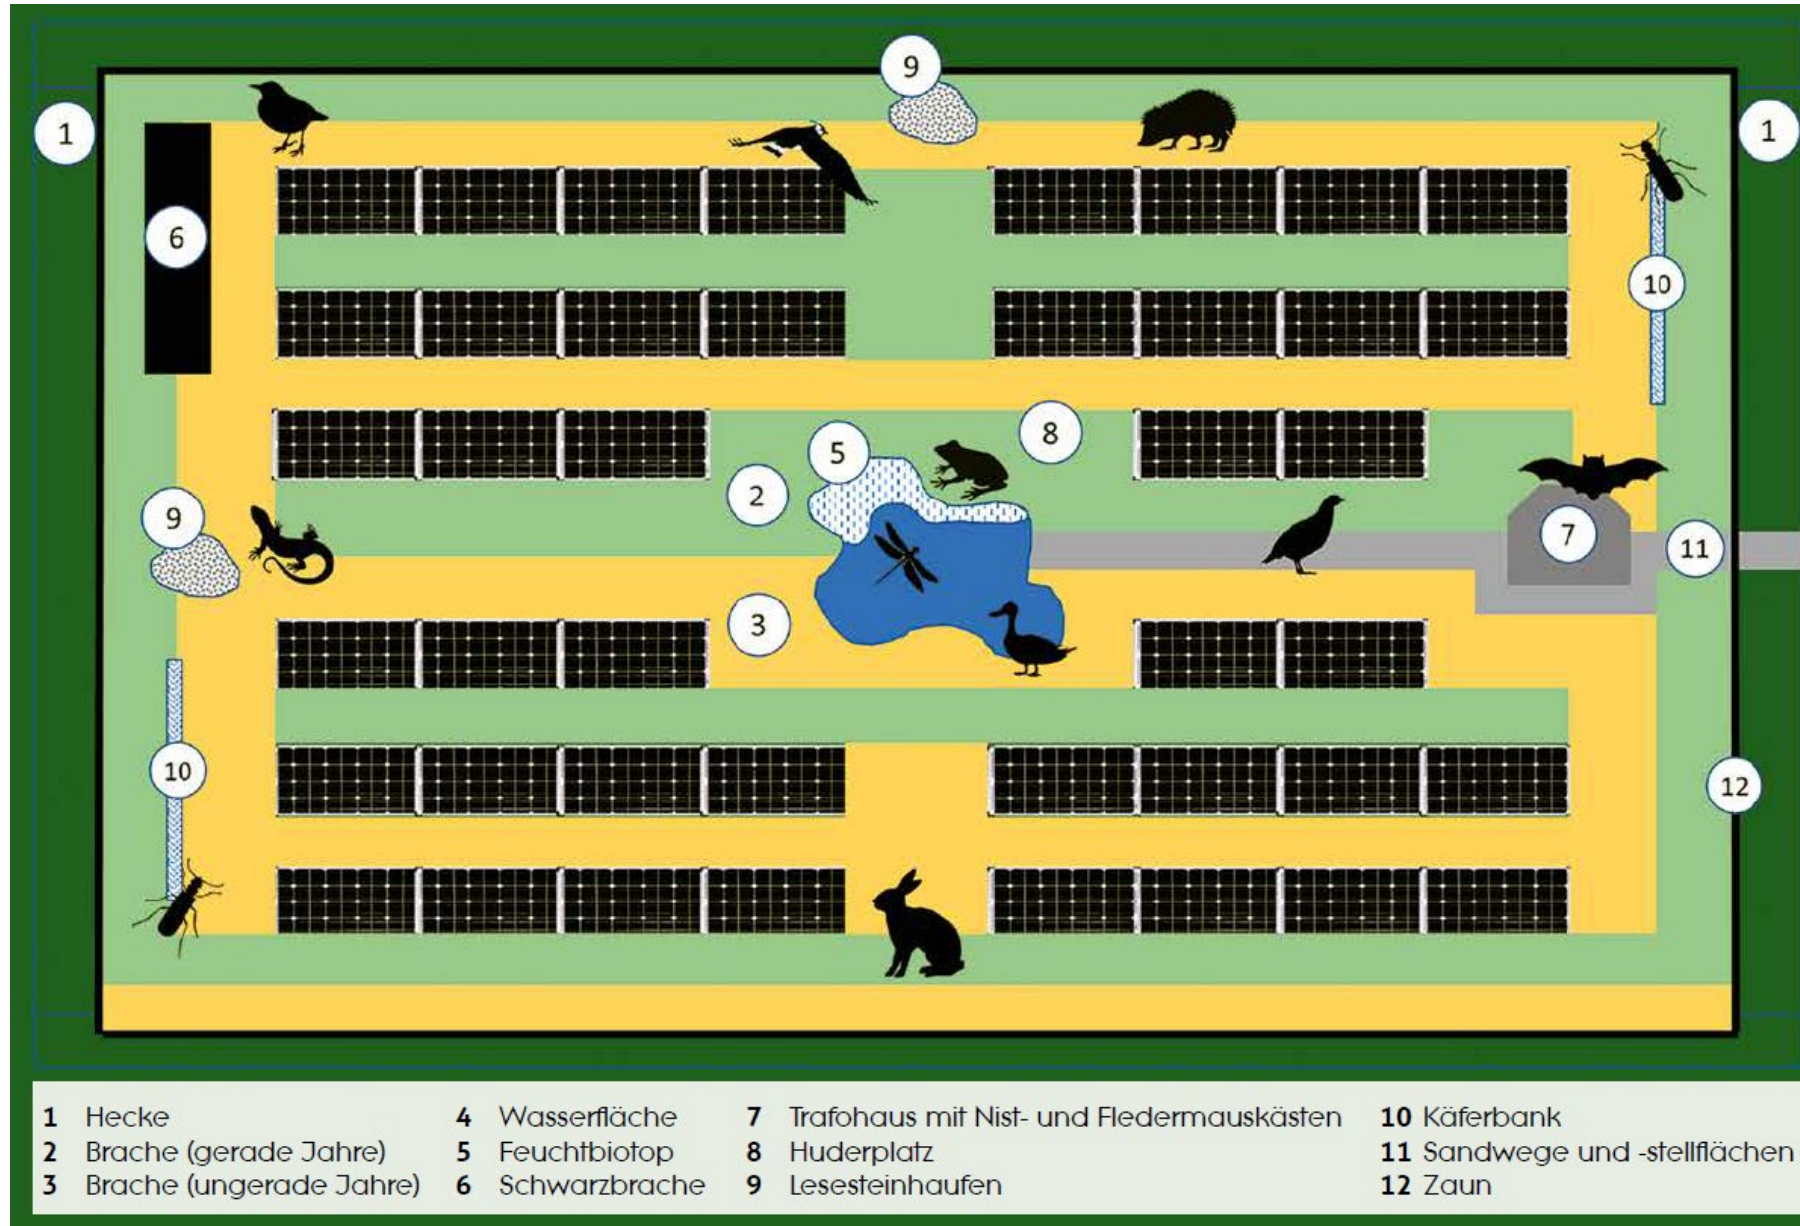 9
1
1
6
10
5
8
2
9
7
11
3
10
12
1 Hecke
2 Brache (gerade Jahre)
3 Brache (ungerade Jahre)
4 Wasserfläche
5 Feuchtbiotop
6 Schwarzbrache
7 Trafohaus mit Nist- und Fledermauskästen
8 Huderplatz
9 Lesesteinhaufen
10 Käferbank
11 Sandwege und -stellflächen
12 Zaun